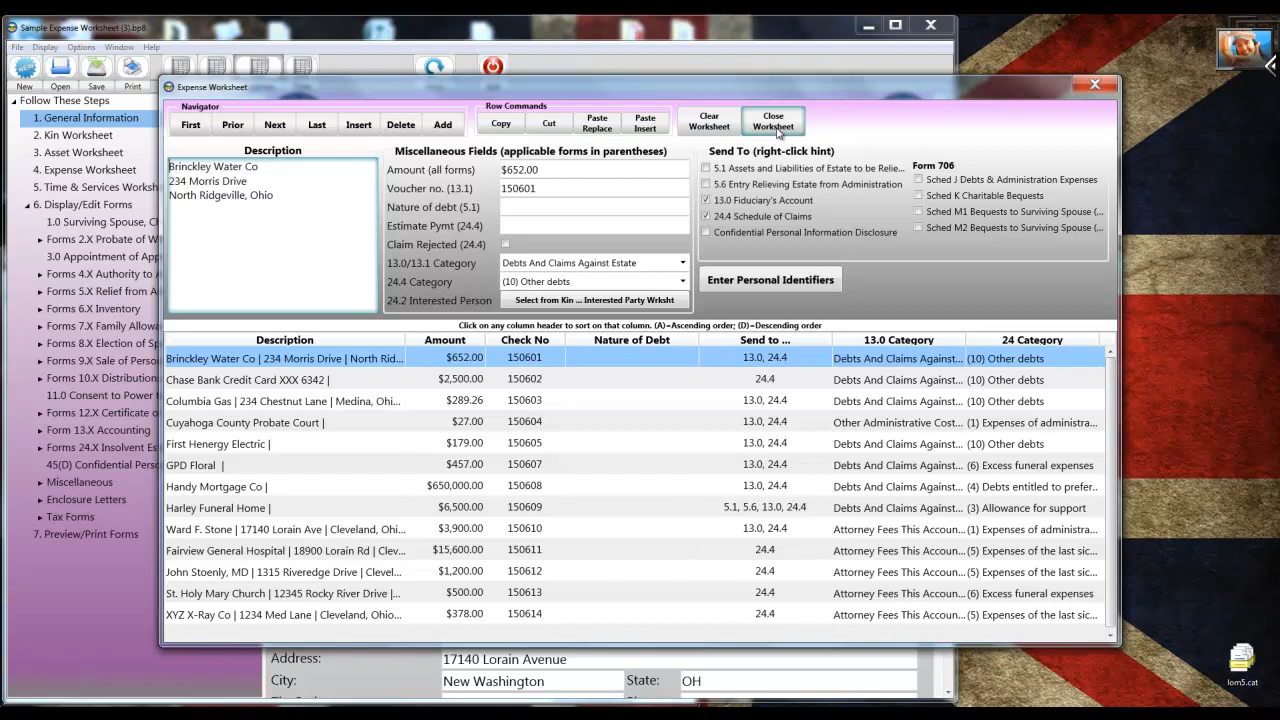 Sample Expense Worksheet (3).bp8
File Display Options Window Help
New Open Save Print
Follow These Steps
1. General Information
2. Kin Worksheet
3. Asset Worksheet
4. Expense Worksheet
5. Time & Services Worksh
6. Display/Edit Forms
1.0 Surviving Spouse, C
Forms 2.X Probate of W
3.0 Appointment of App
Forms 4.X Authority to A
Forms 5.X Relief from A
Forms 6.X Inventory
Forms 7.X Family Allowa
Forms 8.X Election of Sp
Forms 9.X Sale of Perso
Forms 10.X Distribution
11.0 Consent to Power t
Forms 12.X Certificate o
Form 13.X Accounting
Forms 24.X Insolvent Es
45(D) Confidential Perso
Miscellaneous
Enclosure Letters
Tax Forms
7. Preview/Print Forms
Expense Worksheet
Navigator
First Prior Next Last Insert Delete Add
Row Commands
Copy Cut Paste Replace Paste Insert
Clear Worksheet
Close Worksheet
Description
Brinckley Water Co
234 Morris Drive
North Ridgeville, Ohio
Miscellaneous Fields (applicable forms in parentheses)
Amount (all forms) $652.00
Voucher no. (13.1) 150601
Nature of debt (5.1)
Estimate Pymt (24.4)
Claim Rejected (24.4)
13.0/13.1 Category Debts And Claims Against Estate
24.4 Category (10) Other debts
24.2 Interested Person Select from Kin ... Interested Party Wrksht
Send To (right-click hint)
5.1 Assets and Liabilities of Estate to be Relie...
5.6 Entry Relieving Estate from Administration
13.0 Fiduciary's Account
24.4 Schedule of Claims
Confidential Personal Information Disclosure
Form 706
Sched J Debts & Administration Expenses
Sched K Charitable Bequests
Sched M1 Bequests to Surviving Spouse (...
Sched M2 Bequests to Surviving Spouse (...
Enter Personal Identifiers
Click on any column header to sort on that column. (A)=Ascending order; (D)=Descending order
Description Amount Check No Nature of Debt Send to ... 13.0 Category 24 Category
Brinckley Water Co | 234 Morris Drive | North Rid... $652.00 150601 13.0, 24.4 Debts And Claims Against... (10) Other debts
Chase Bank Credit Card XXX 6342 | $2,500.00 150602 24.4 Debts And Claims Against... (10) Other debts
Columbia Gas | 234 Chestnut Lane | Medina, Ohi... $289.26 150603 13.0, 24.4 Debts And Claims Against... (10) Other debts
Cuyahoga County Probate Court | $27.00 150604 13.0, 24.4 Other Administrative Cost... (1) Expenses of administra...
First Henergy Electric | $179.00 150605 13.0, 24.4 Debts And Claims Against... (10) Other debts
GPD Floral | $457.00 150607 13.0, 24.4 Debts And Claims Against... (6) Excess funeral expenses
Handy Mortgage Co | $650,000.00 150608 13.0, 24.4 Debts And Claims Against... (4) Debts entitled to prefer..
Harley Funeral Home | $6,500.00 150609 5.1, 5.6, 13.0, 24.4 Debts And Claims Against... (3) Allowance for support
Ward F. Stone | 17140 Lorain Ave | Cleveland, Ohi... $3,900.00 150610 13.0, 24.4 Attorney Fees This Accoun... (1) Expenses of administra...
Fairview General Hospital | 18900 Lorain Rd | Clevel... $15,600.00 150611 24.4 Attorney Fees This Accoun... (5) Expenses of the last sic...
John Stoenly, MD | 1315 Riveredge Drive | Clevel... $1,200.00 150612 24.4 Attorney Fees This Accoun... (5) Expenses of the last sic...
St. Holy Mary Church | 12345 Rocky River Drive |... $500.00 150613 24.4 Attorney Fees This Accoun... (6) Excess funeral expenses
XYZ X-Ray Co | 1234 Med Lane | Cleveland, Ohio... $378.00 150614 24.4 Attorney Fees This Accoun... (5) Expenses of the last sic...
Address: 17140 Lorain Avenue
City: New Washington State: OH
lom5.cat